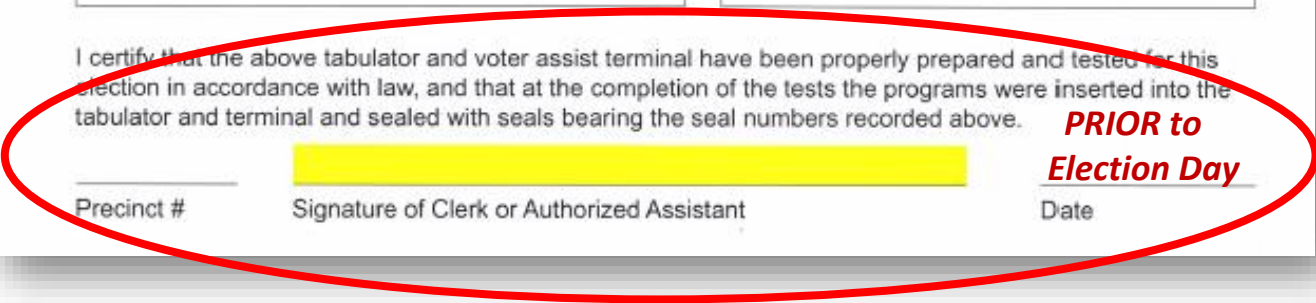 I certify that the above tabulator and voter assist terminal have been properly prepared and tested for this
election in accordance with law, and that at the completion of the tests the programs were inserted into the
tabulator and terminal and sealed with seals bearing the seal numbers recorded above.
PRIOR to
Election Day
Precinct #
Signature of Clerk or Authorized Assistant
Date